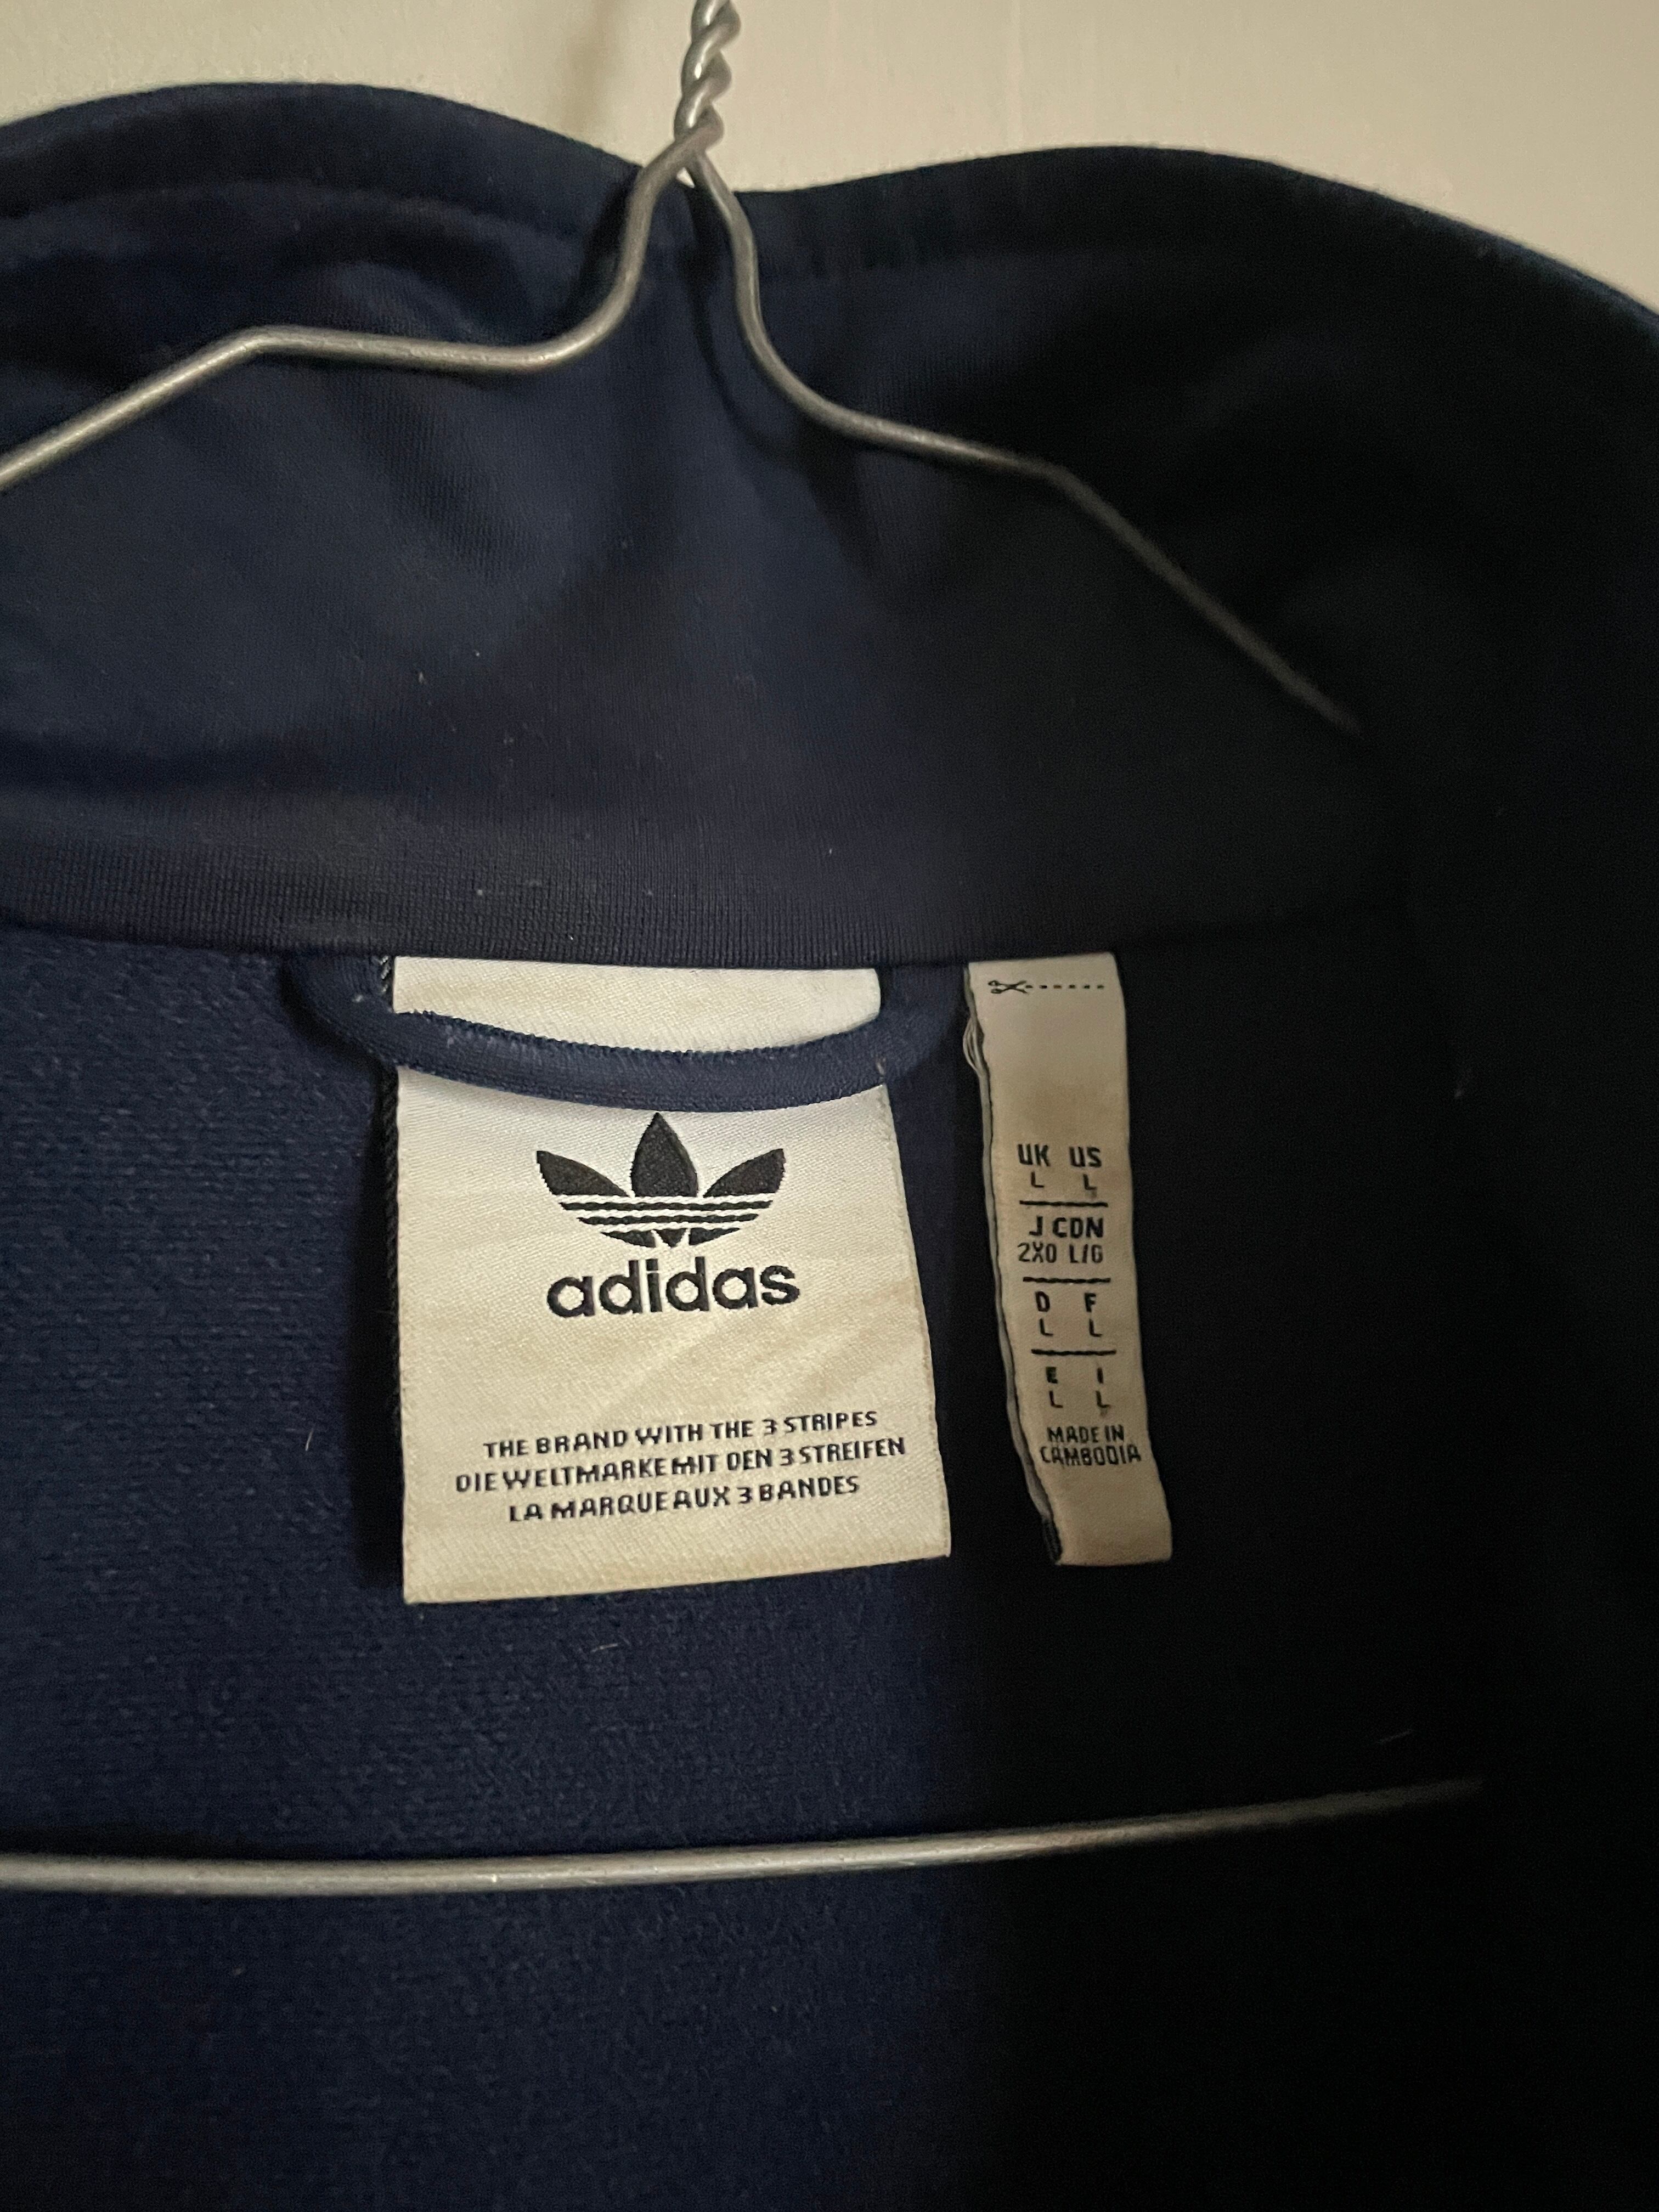 adidas
THE BRAND WITH THE 3 STRIPES
DIE WELTMARKE MIT DEN 3 STREIFEN
LA MARQUE AUX 3 BANDES
UK US
L L
J CDN
2XO L/G
D F
L L
E I
L L
MADE IN
CAMBODIA